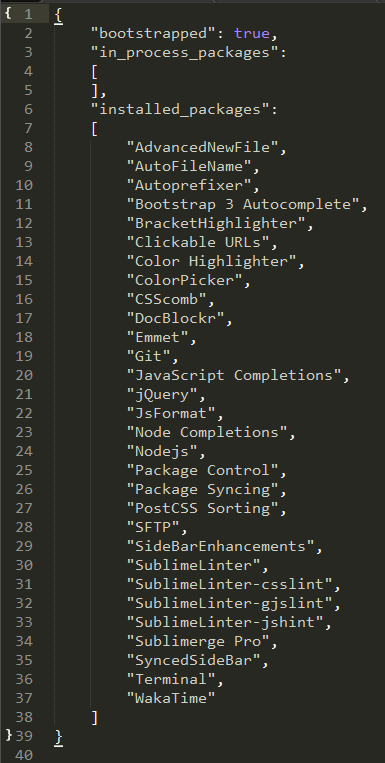 { 1 {
2 "bootstrapped": true,
3 "in_process_packages":
4 [
5 ],
6 "installed_packages":
7 [
8 "AdvancedNewFile",
9 "AutoFileName",
10 "Autoprefixer",
11 "Bootstrap 3 Autocomplete",
12 "BracketHighlighter",
13 "Clickable URLs",
14 "Color Highlighter",
15 "ColorPicker",
16 "CSScomb",
17 "DocBlockr",
18 "Emmet",
19 "Git",
20 "JavaScript Completions",
21 "jQuery",
22 "JsFormat",
23 "Node Completions",
24 "Nodejs",
25 "Package Control",
26 "Package Syncing",
27 "PostCSS Sorting",
28 "SFTP",
29 "SideBarEnhancements",
30 "SublimeLinter",
31 "SublimeLinter-csslint",
32 "SublimeLinter-gjslint",
33 "SublimeLinter-jshint",
34 "Sublimerge Pro",
35 "SyncedSideBar",
36 "Terminal",
37 "WakaTime"
38 ]
} 39 }
40